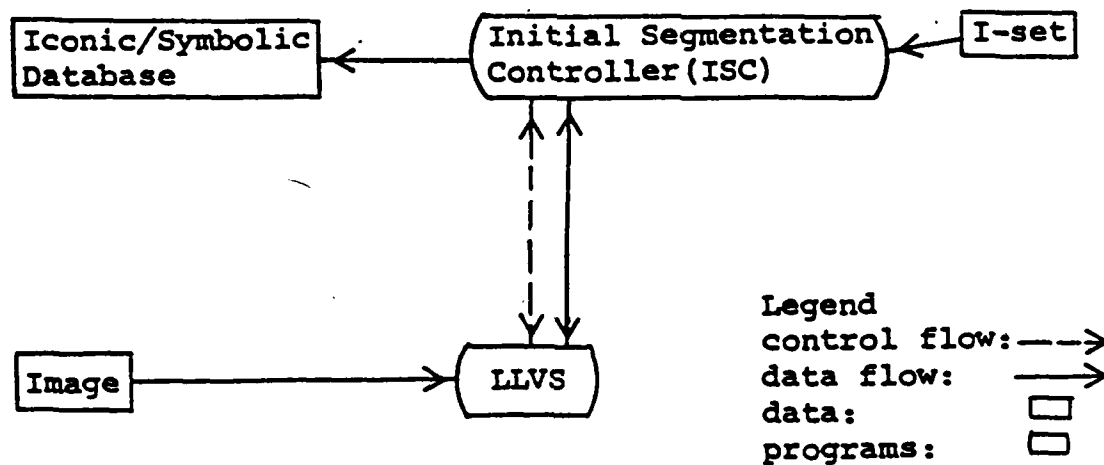 Iconic/Symbolic
Database
Initial Segmentation
Controller(ISC)
I-set
Image
LLVS
Legend
control flow:
data flow:
data:
programs: